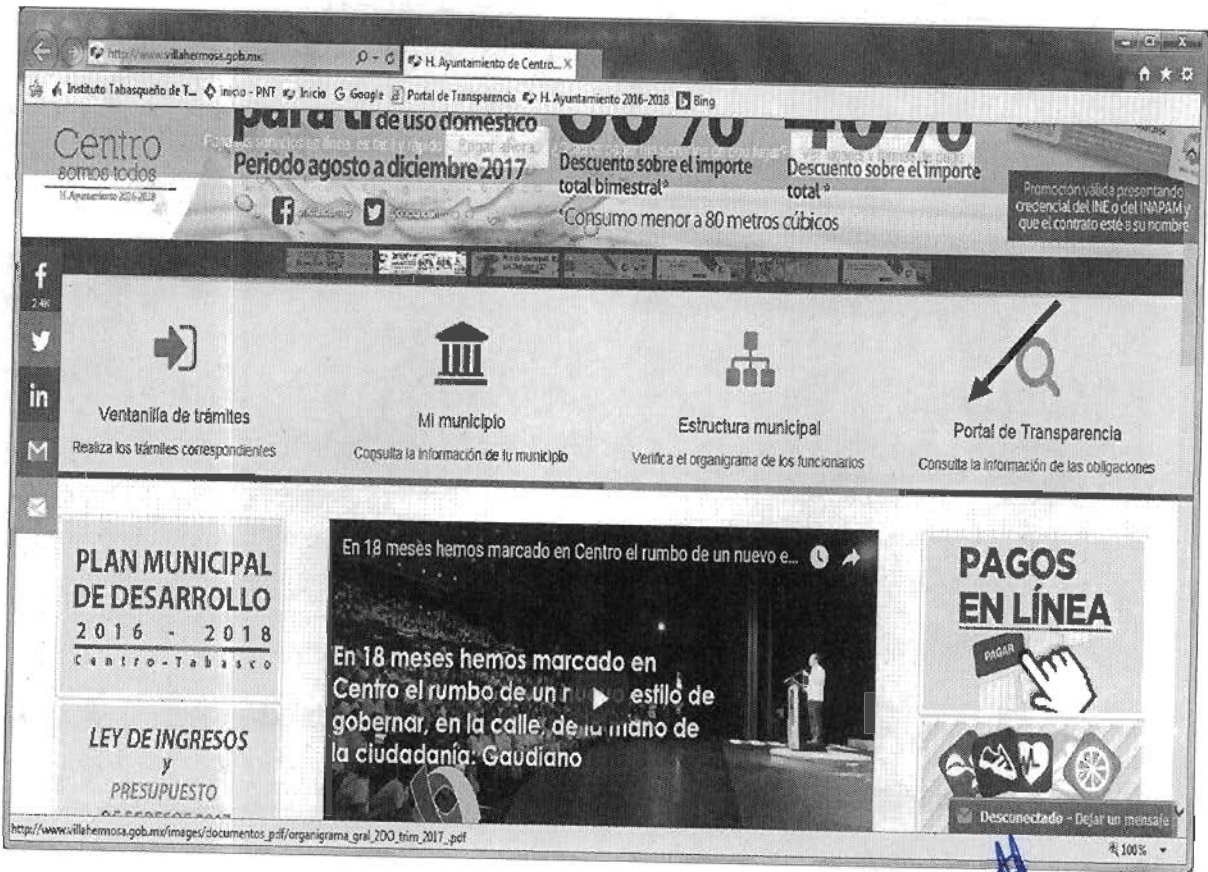 http://www.villahermosa.gob.mx
H. Ayuntamiento de Centro... X
Instituto Tabasqueño de T...
Inicio - PNT
Inicio
Google
Portal de Transparencia
H. Ayuntamiento 2016-2018
Bing
Centro
somos todos
H. Ayuntamiento 2016-2018
para ti de uso doméstico
Periodo agosto a diciembre 2017
Descuento sobre el importe
total bimestral*
*Consumo menor a 80 metros cúbicos
Descuento sobre el importe
total *
Promoción válida presentando
credencial del INE o del INAPAM y
que el contrato esté a su nombre
2.4K
in
Ventanilla de trámites
Realiza los trámites correspondientes
Mi municipio
Consulta la información de tu municipio
Estructura municipal
Verifica el organigrama de los funcionarios
Portal de Transparencia
Consulta la información de las obligaciones
PLAN MUNICIPAL
DE DESARROLLO
2016 - 2018
Centro-Tabasco
LEY DE INGRESOS
y
PRESUPUESTO
En 18 meses hemos marcado en Centro el rumbo de un nuevo e...
En 18 meses hemos marcado en
Centro el rumbo de un estilo de
gobernar, en la calle, de la mano de
la ciudadanía: Gaudiano
PAGOS
EN LÍNEA
PAGAR
Desconectado - Dejar un mensaje
http://www.villahermosa.gob.mx/images/documentos_pdf/organigrama_gral_2DO_trim_2017_.pdf
100%